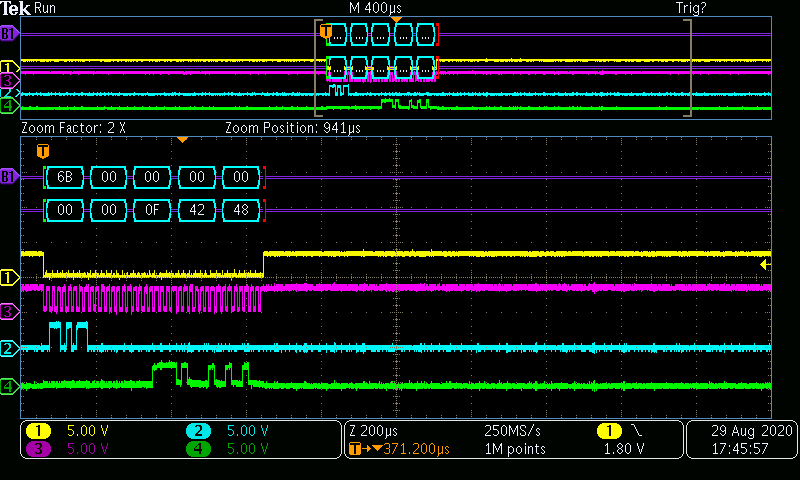 Tek Run M 400µs Trig?
B1 T ... ... ... ... ...
1 ... ... ... ... ...
3
2
4
Zoom Factor: 2 X Zoom Position: 941µs
T
B1 6B 00 00 00 00
00 00 0F 42 48
1
3
2
4
1 5.00 V 2 5.00 V Z 200µs 250MS/s 1 29 Aug 2020
3 5.00 V 4 5.00 V T→▼371.200µs 1M points 1.80 V 17:45:57